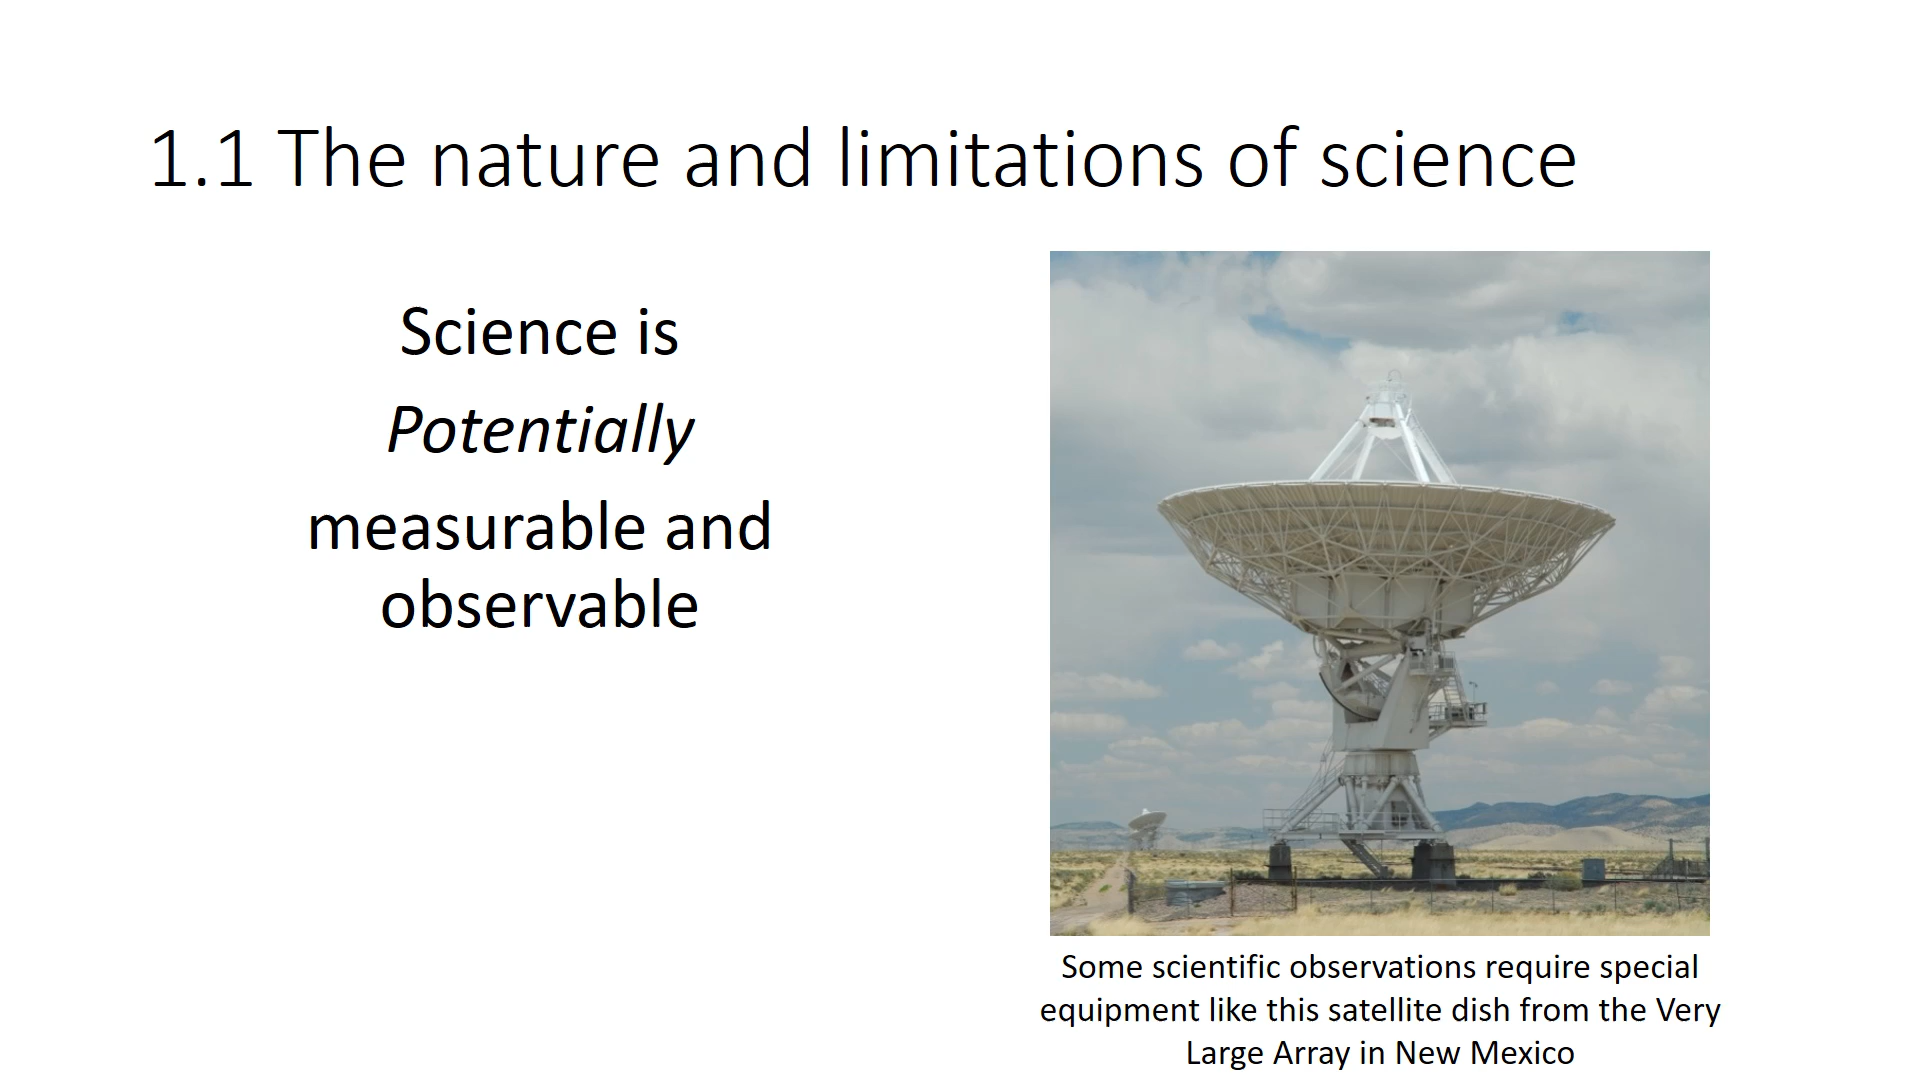 1.1 The nature and limitations of science
Science is
Potentially
measurable and
observable
Some scientific observations require special
equipment like this satellite dish from the Very
Large Array in New Mexico